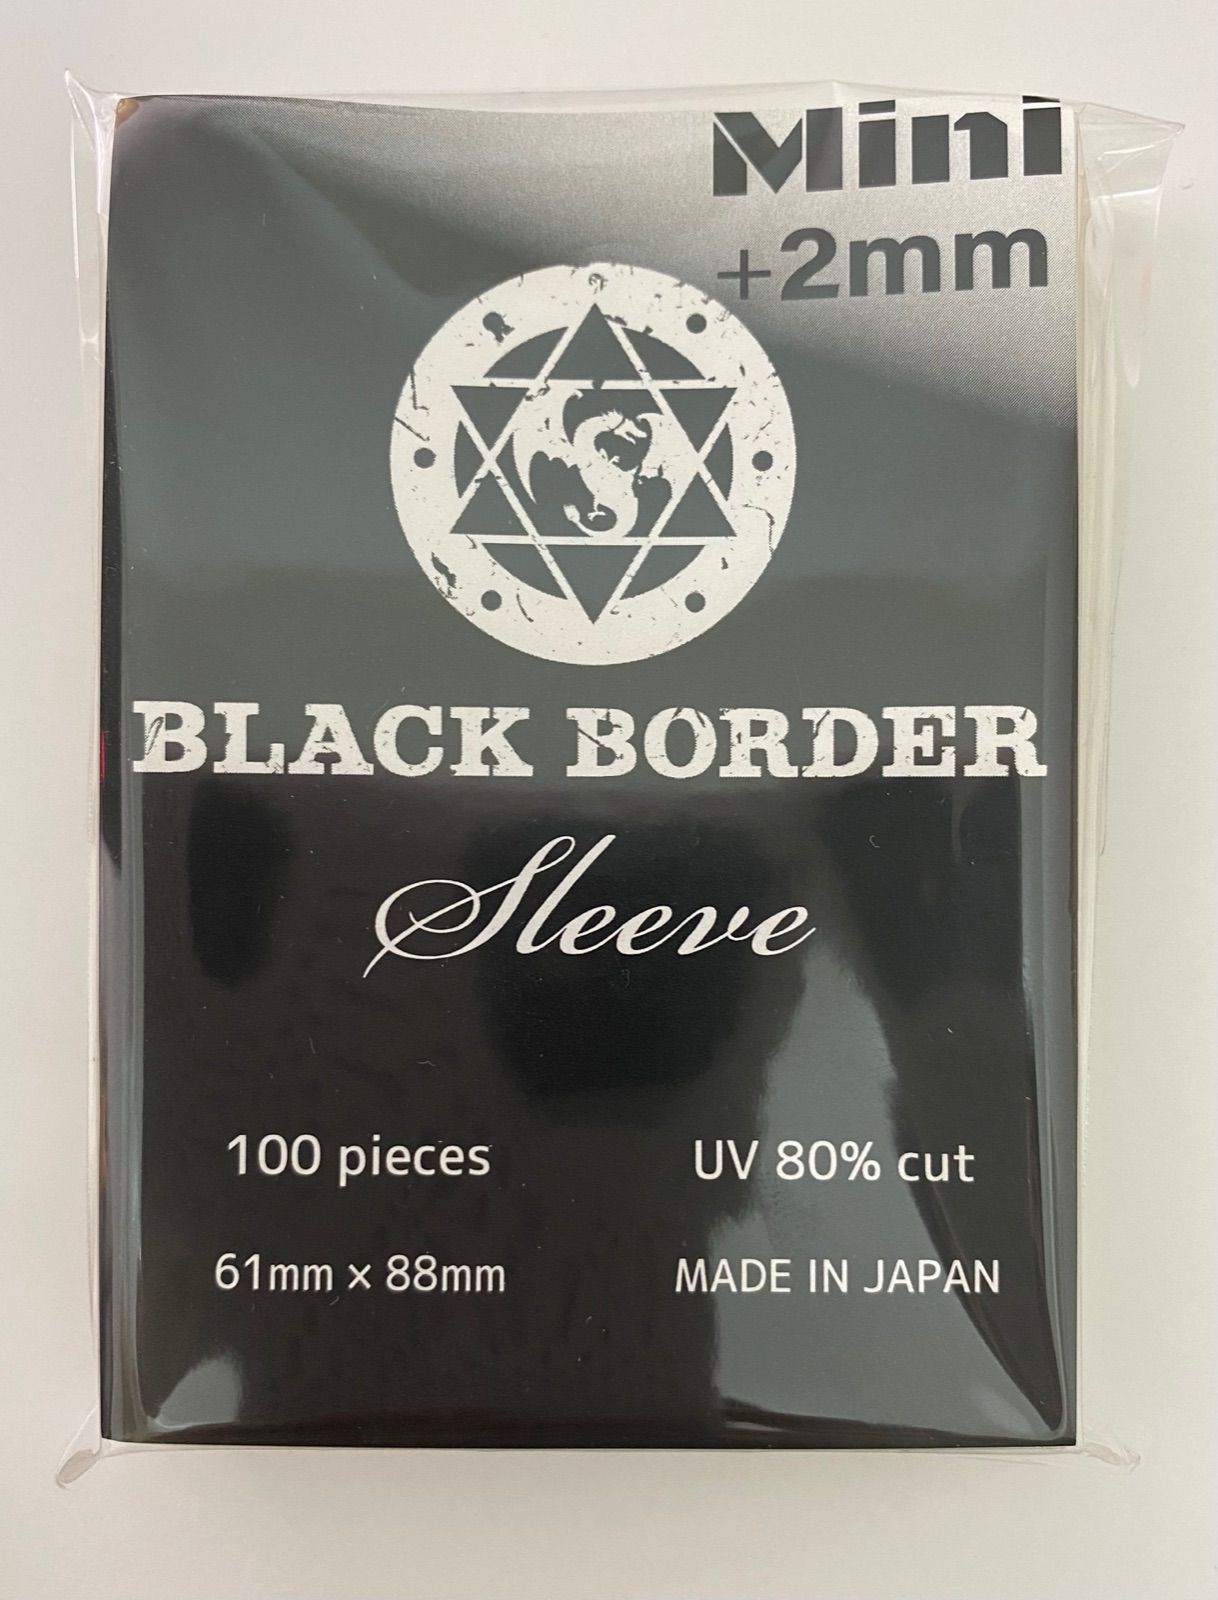 Mini
+2mm
BLACK BORDER
Sleeve
100 pieces
UV 80% cut
61mm × 88mm
MADE IN JAPAN